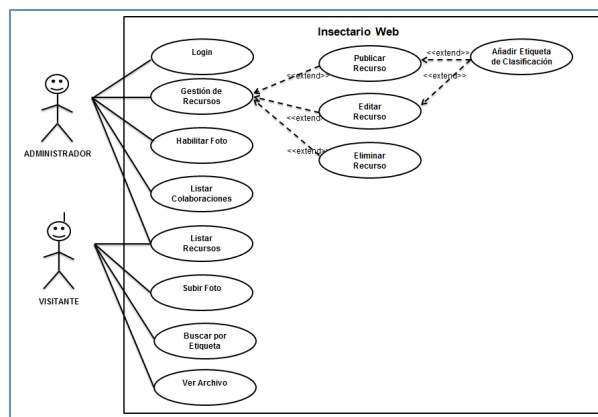 Insectario Web
Login
Publicar
Recurso
<<extend>>
Añadir Etiqueta
de Clasificación
Gestión de
Recursos
<<extend>>
<<extend>>
Editar
Recurso
<<extend>>
ADMINISTRADOR
Habilitar Foto
<<extend>>
Eliminar
Recurso
Listar
Colaboraciones
Listar
Recursos
VISITANTE
Subir Foto
Buscar por
Etiqueta
Ver Archivo